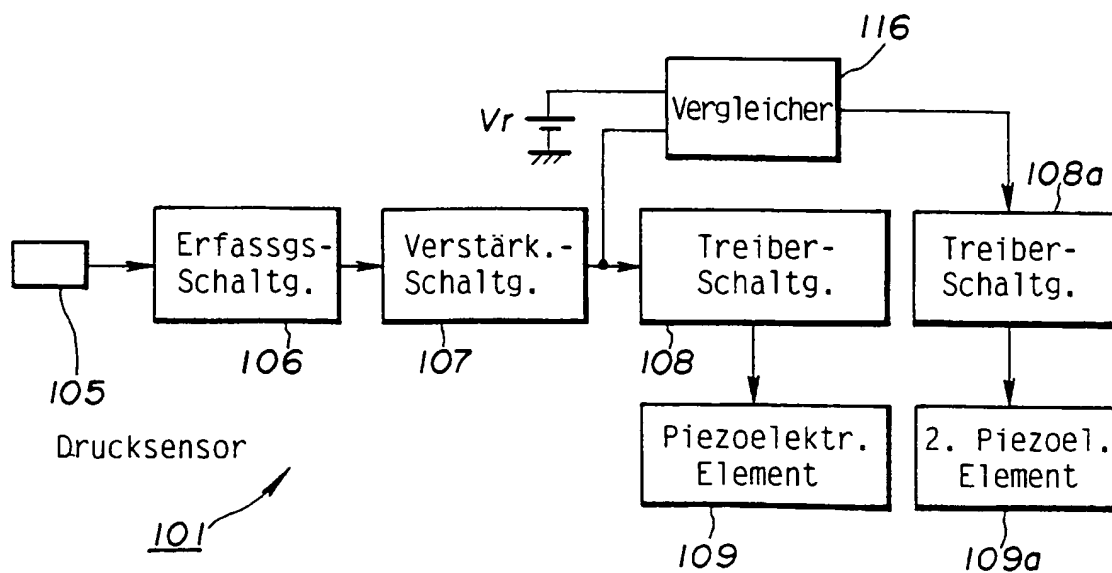 116
Vergleicher
Vr
108a
Erfassgs-
Schaltg.
Verstärk.-
Schaltg.
Treiber-
Schaltg.
Treiber-
Schaltg.
105
106
107
108
Drucksensor
Piezoelektr.
Element
2. Piezoel.
Element
101
109
109a